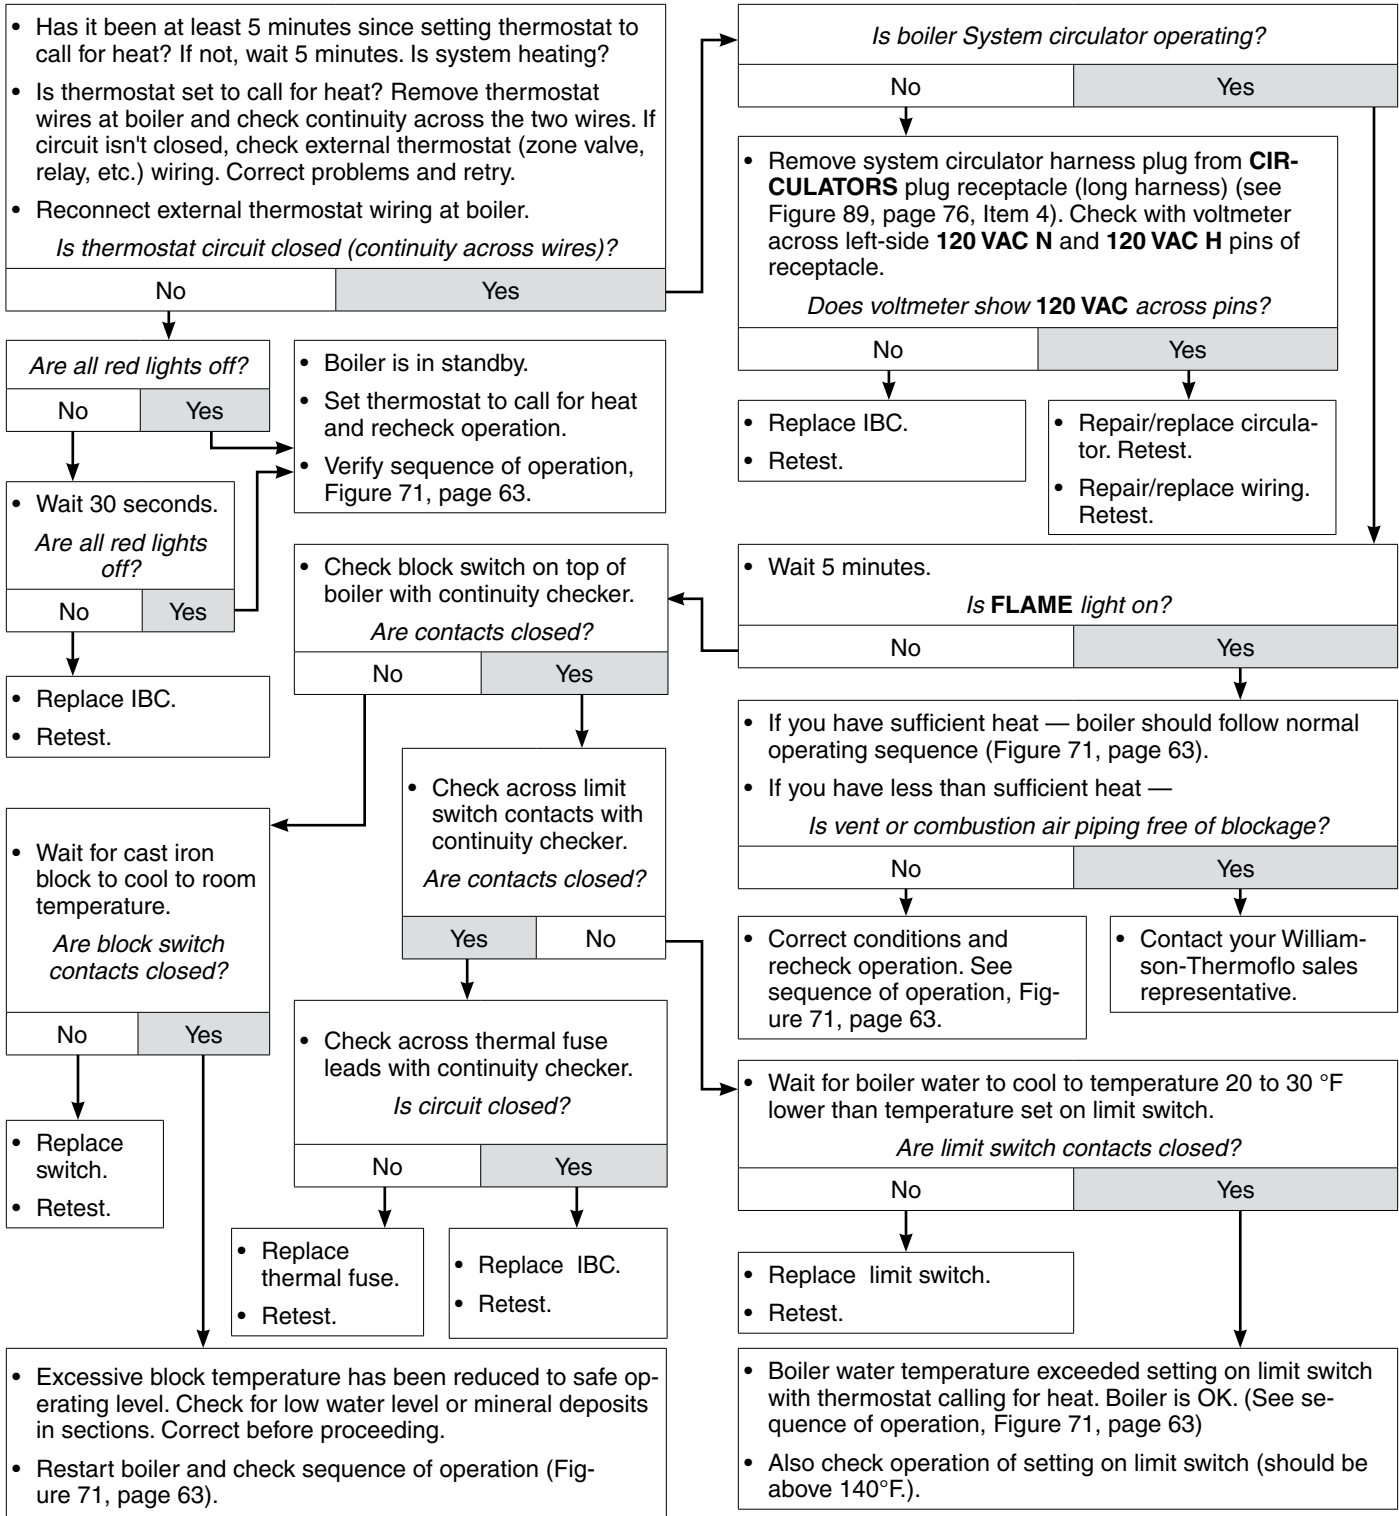 • Has it been at least 5 minutes since setting thermostat to
call for heat? If not, wait 5 minutes. Is system heating?
• Is thermostat set to call for heat? Remove thermostat
wires at boiler and check continuity across the two wires. If
circuit isn't closed, check external thermostat (zone valve,
relay, etc.) wiring. Correct problems and retry.
• Reconnect external thermostat wiring at boiler.
Is thermostat circuit closed (continuity across wires)?
No
Yes
Are all red lights off?
No
Yes
• Boiler is in standby.
• Set thermostat to call for heat
and recheck operation.
• Verify sequence of operation,
Figure 71, page 63.
• Wait 30 seconds.
Are all red lights
off?
No
Yes
• Replace IBC.
• Retest.
Is boiler System circulator operating?
No
Yes
• Remove system circulator harness plug from CIR-
CULATORS plug receptacle (long harness) (see
Figure 89, page 76, Item 4). Check with voltmeter
across left-side 120 VAC N and 120 VAC H pins of
receptacle.
Does voltmeter show 120 VAC across pins?
No
Yes
• Replace IBC.
• Retest.
• Repair/replace circula-
tor. Retest.
• Repair/replace wiring.
Retest.
• Wait 5 minutes.
Is FLAME light on?
No
Yes
• Check block switch on top of
boiler with continuity checker.
Are contacts closed?
No
Yes
• If you have sufficient heat — boiler should follow normal
operating sequence (Figure 71, page 63).
• If you have less than sufficient heat —
Is vent or combustion air piping free of blockage?
No
Yes
• Correct conditions and
recheck operation. See
sequence of operation, Fig-
ure 71, page 63.
• Contact your William-
son-Thermoflo sales
representative.
• Check across limit
switch contacts with
continuity checker.
Are contacts closed?
Yes
No
• Wait for cast iron
block to cool to room
temperature.
Are block switch
contacts closed?
No
Yes
• Replace
switch.
• Retest.
• Check across thermal fuse
leads with continuity checker.
Is circuit closed?
No
Yes
• Replace
thermal fuse.
• Retest.
• Replace IBC.
• Retest.
• Wait for boiler water to cool to temperature 20 to 30 °F
lower than temperature set on limit switch.
Are limit switch contacts closed?
No
Yes
• Replace limit switch.
• Retest.
• Excessive block temperature has been reduced to safe op-
erating level. Check for low water level or mineral deposits
in sections. Correct before proceeding.
• Restart boiler and check sequence of operation (Fig-
ure 71, page 63).
• Boiler water temperature exceeded setting on limit switch
with thermostat calling for heat. Boiler is OK. (See se-
quence of operation, Figure 71, page 63)
• Also check operation of setting on limit switch (should be
above 140°F.).